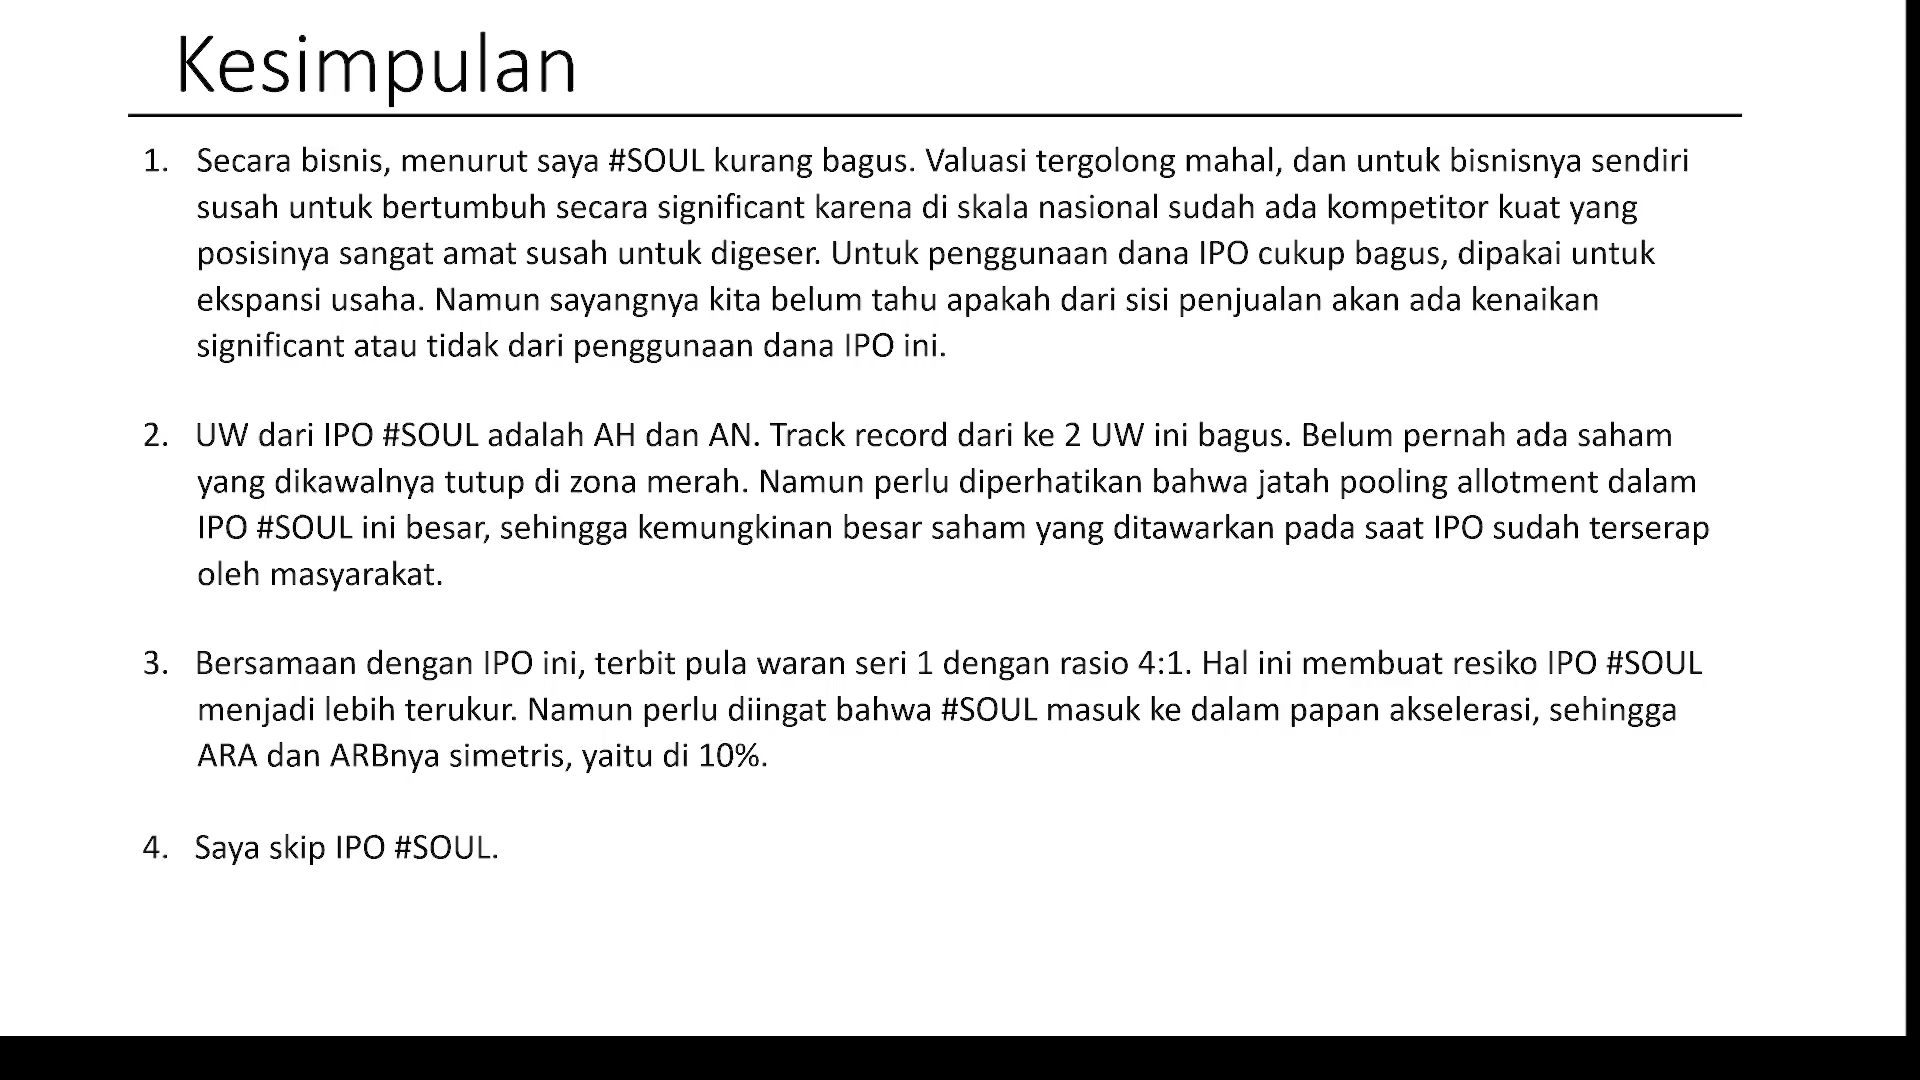 Kesimpulan
1. Secara bisnis, menurut saya #SOUL kurang bagus. Valuasi tergolong mahal, dan untuk bisnisnya sendiri
susah untuk bertumbuh secara significant karena di skala nasional sudah ada kompetitor kuat yang
posisinya sangat amat susah untuk digeser. Untuk penggunaan dana IPO cukup bagus, dipakai untuk
ekspansi usaha. Namun sayangnya kita belum tahu apakah dari sisi penjualan akan ada kenaikan
significant atau tidak dari penggunaan dana IPO ini.
2. UW dari IPO #SOUL adalah AH dan AN. Track record dari ke 2 UW ini bagus. Belum pernah ada saham
yang dikawalnya tutup di zona merah. Namun perlu diperhatikan bahwa jatah pooling allotment dalam
IPO #SOUL ini besar, sehingga kemungkinan besar saham yang ditawarkan pada saat IPO sudah terserap
oleh masyarakat.
3. Bersamaan dengan IPO ini, terbit pula waran seri 1 dengan rasio 4:1. Hal ini membuat resiko IPO #SOUL
menjadi lebih terukur. Namun perlu diingat bahwa #SOUL masuk ke dalam papan akselerasi, sehingga
ARA dan ARBnya simetris, yaitu di 10%.
4. Saya skip IPO #SOUL.